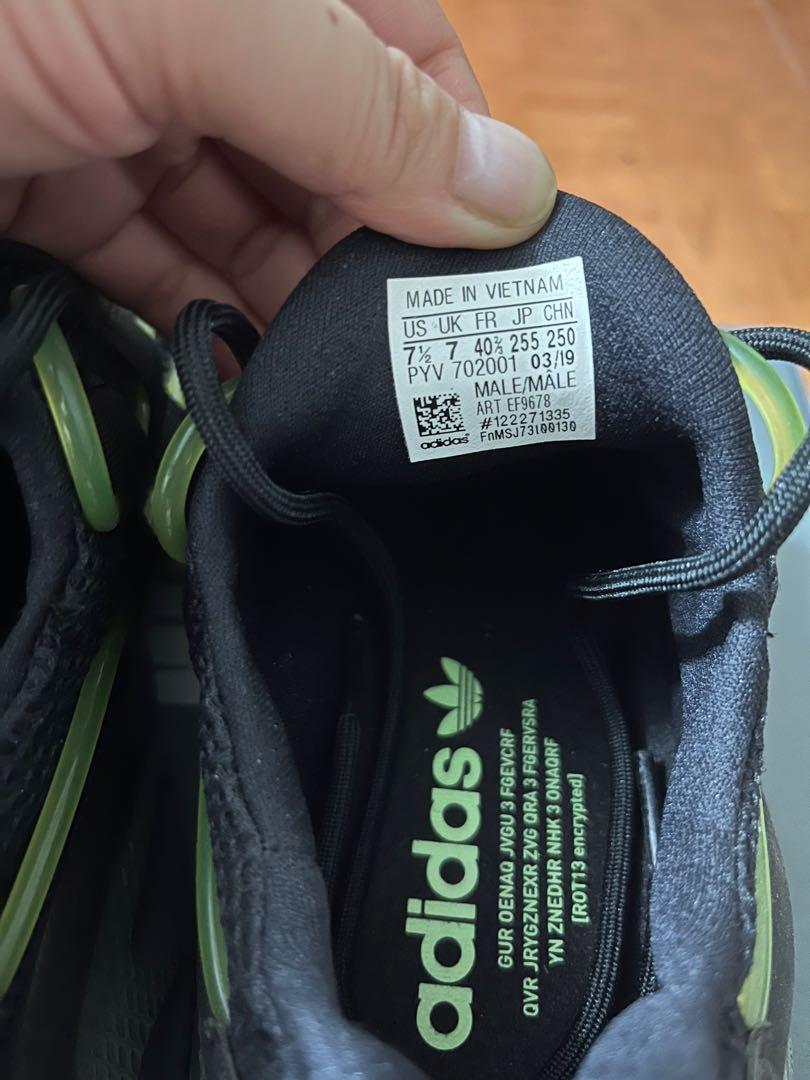 MADE IN VIETNAM
US UK FR JP CHN
7½ 7 40⅔ 255 250
PYV 702001 03/19
MALE/MÂLE
ART EF9678
#122271335
FnMSJ73I00130
adidas
adidas
GUR OENAQ JVGU 3 FGEVCRF
QVR JRYGZNEXR ZVG QRA 3 FGERVSRA
YN ZNEDHR NHK 3 ONAQRF
[ROT13 encrypted]